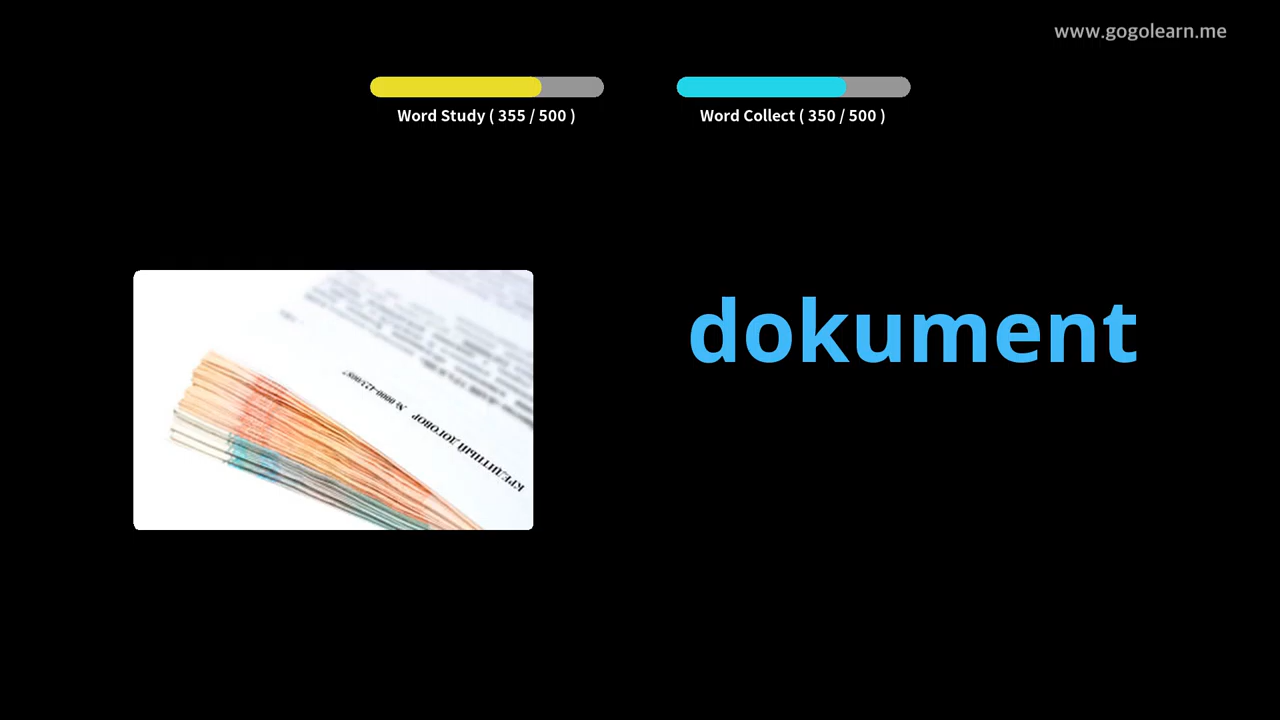 www.gogolearn.me
Word Study ( 355 / 500 )
Word Collect ( 350 / 500 )
dokument
КРЕДИТНЫЙ ДОГОВОР №